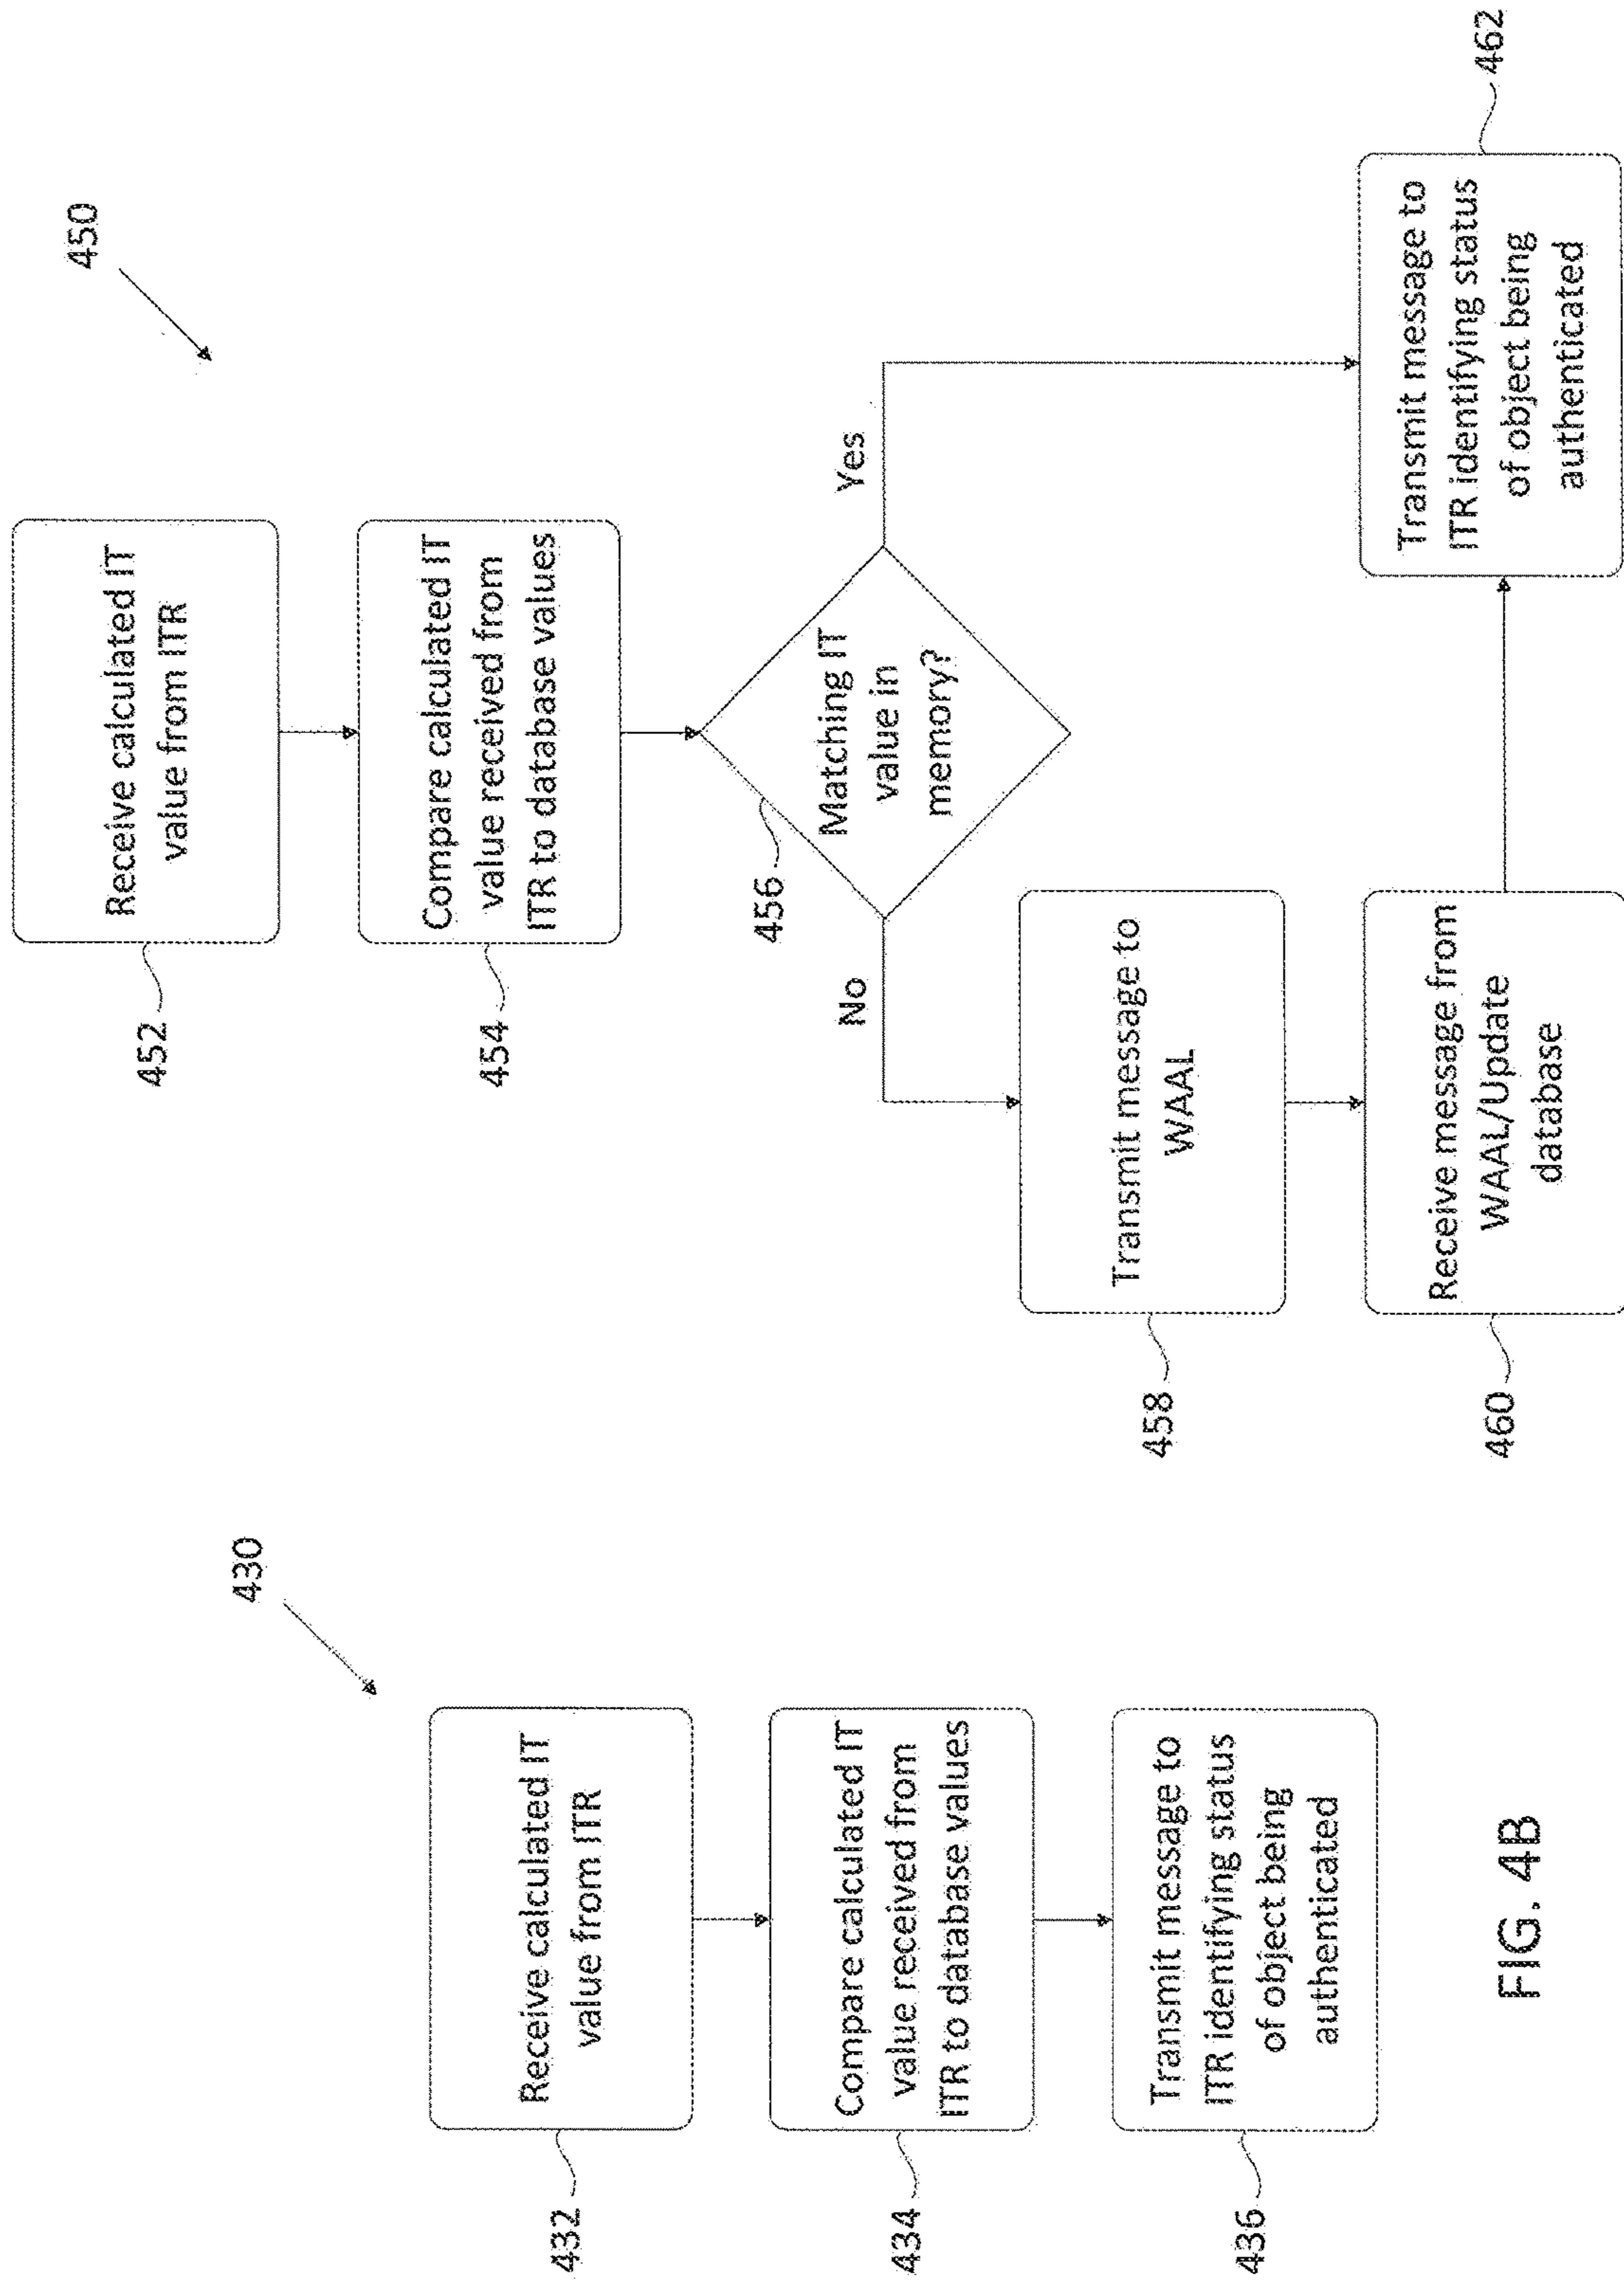 430
432
Receive calculated IT
value from ITR
434
Compare calculated IT
value received from
ITR to database values
436
Transmit message to
ITR identifying status
of object being
authenticated
FIG. 4B
450
452
Receive calculated IT
value from ITR
454
Compare calculated IT
value received from
ITR to database values
456
Matching IT
value in
memory?
No
Yes
458
Transmit message to
WAAL
460
Receive message from
WAAL/Update
database
462
Transmit message to
ITR identifying status
of object being
authenticated